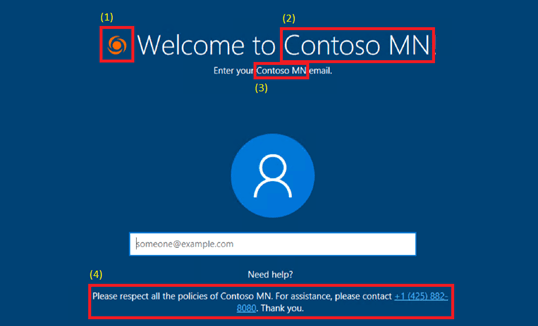 (1)
(2)
Welcome to Contoso MN!
Enter your Contoso MN email.
(3)
someone@example.com
Need help?
(4)
Please respect all the policies of Contoso MN. For assistance, please contact +1 (425) 882-
8080. Thank you.